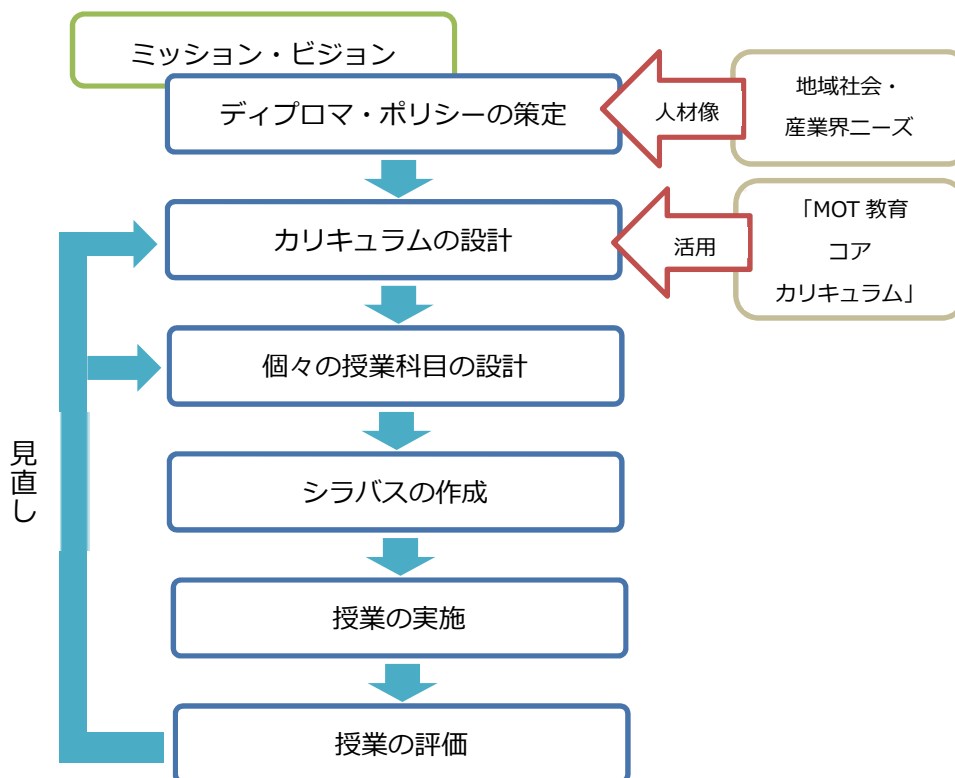 ミッション・ビジョン
ディプロマ・ポリシーの策定
人材像
地域社会・
産業界ニーズ
カリキュラムの設計
活用
「MOT 教育
コア
カリキュラム」
個々の授業科目の設計
シラバスの作成
見直し
授業の実施
授業の評価